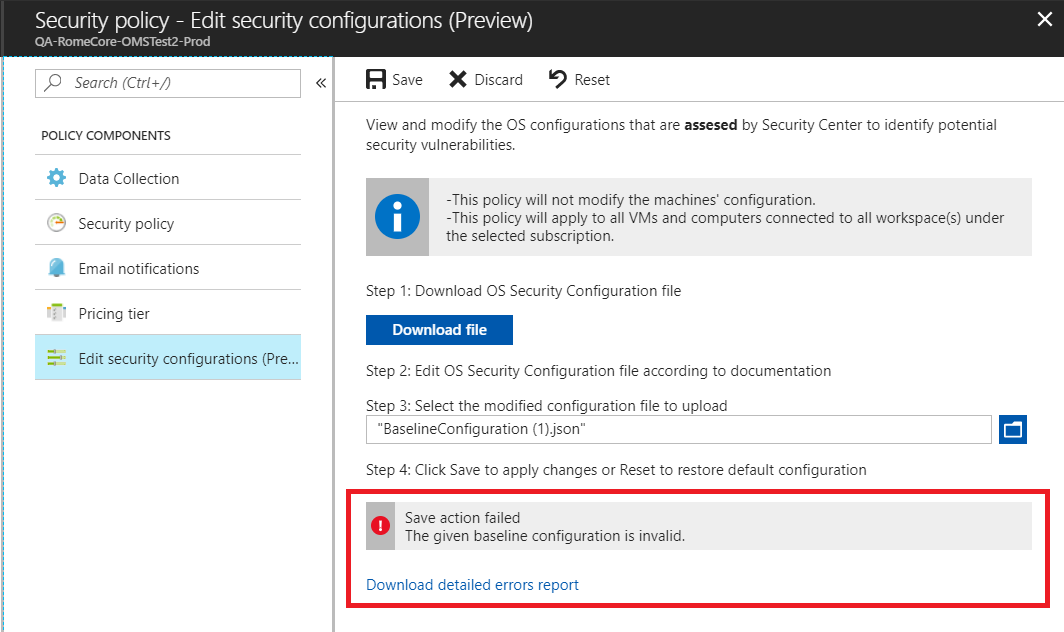 Security policy - Edit security configurations (Preview)
QA-RomeCore-OMSTest2-Prod
Search (Ctrl+/)
POLICY COMPONENTS
Data Collection
Security policy
Email notifications
Pricing tier
Edit security configurations (Pre...
Save
Discard
Reset
View and modify the OS configurations that are assesed by Security Center to identify potential
security vulnerabilities.
-This policy will not modify the machines' configuration.
-This policy will apply to all VMs and computers connected to all workspace(s) under
the selected subscription.
Step 1: Download OS Security Configuration file
Download file
Step 2: Edit OS Security Configuration file according to documentation
Step 3: Select the modified configuration file to upload
"BaselineConfiguration (1).json"
Step 4: Click Save to apply changes or Reset to restore default configuration
Save action failed
The given baseline configuration is invalid.
Download detailed errors report